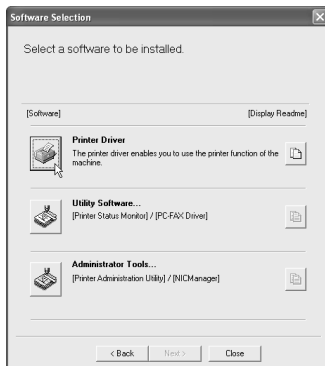 Software Selection
Select a software to be installed.
[Software] [Display Readme]
Printer Driver
The printer driver enables you to use the printer function of the
machine.
Utility Software...
[Printer Status Monitor] / [PC-FAX Driver]
Administrator Tools...
[Printer Administration Utility] / [NICManager]
< Back Next > Close